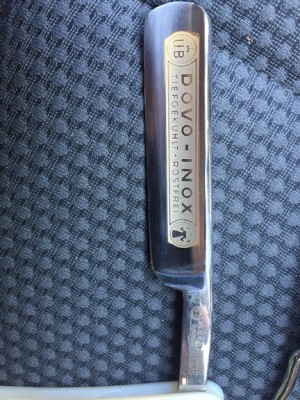 DOVO-INOX
TIEFGEKÜHLT · ROSTFREI